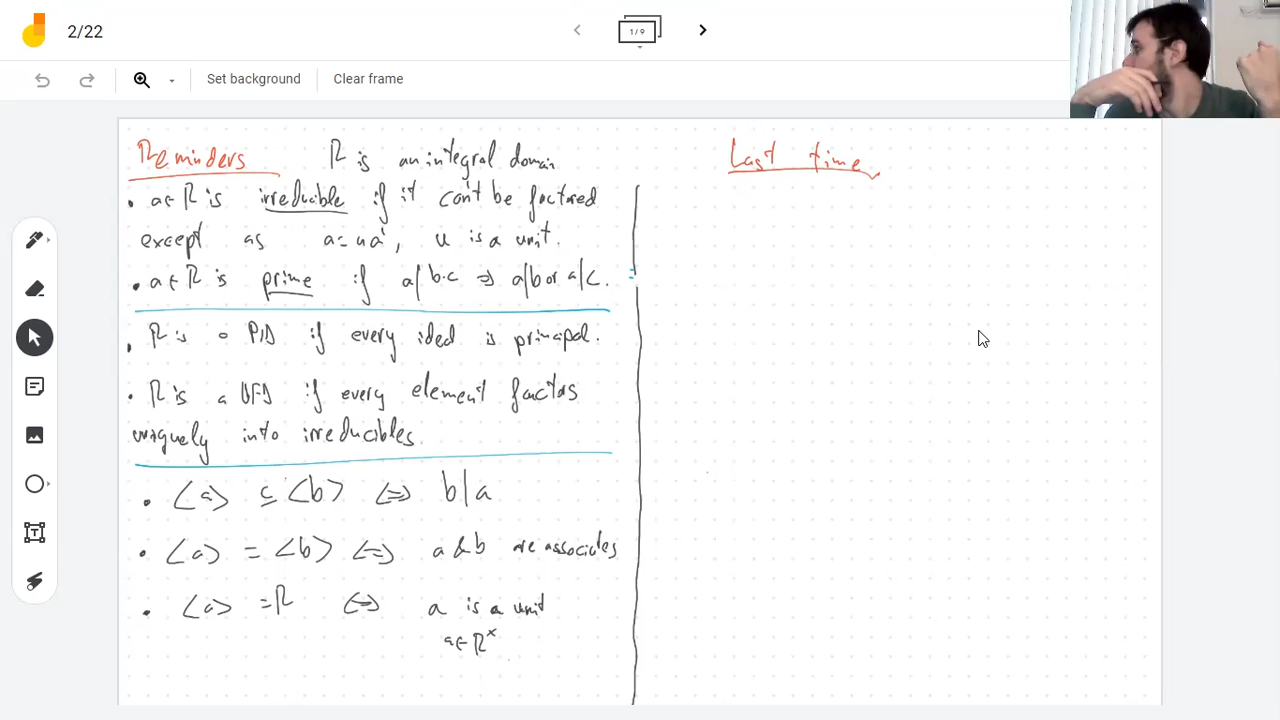 2/22
1/9
Set background
Clear frame
Reminders R is an integral domain
• a∈R is irreducible if it can't be factored
except as a=ua', u is a unit.
• a∈R is prime if a|b·c ⇒ a|b or a|c.
• R is a PID if every ideal is principal.
• R is a UFD if every element factors
uniquely into irreducibles.
• ⟨a⟩ ⊆ ⟨b⟩ ⟺ b|a
• ⟨a⟩ = ⟨b⟩ ⟺ a & b are associates
• ⟨a⟩ = R ⟺ a is a unit
a∈R^×
Last time